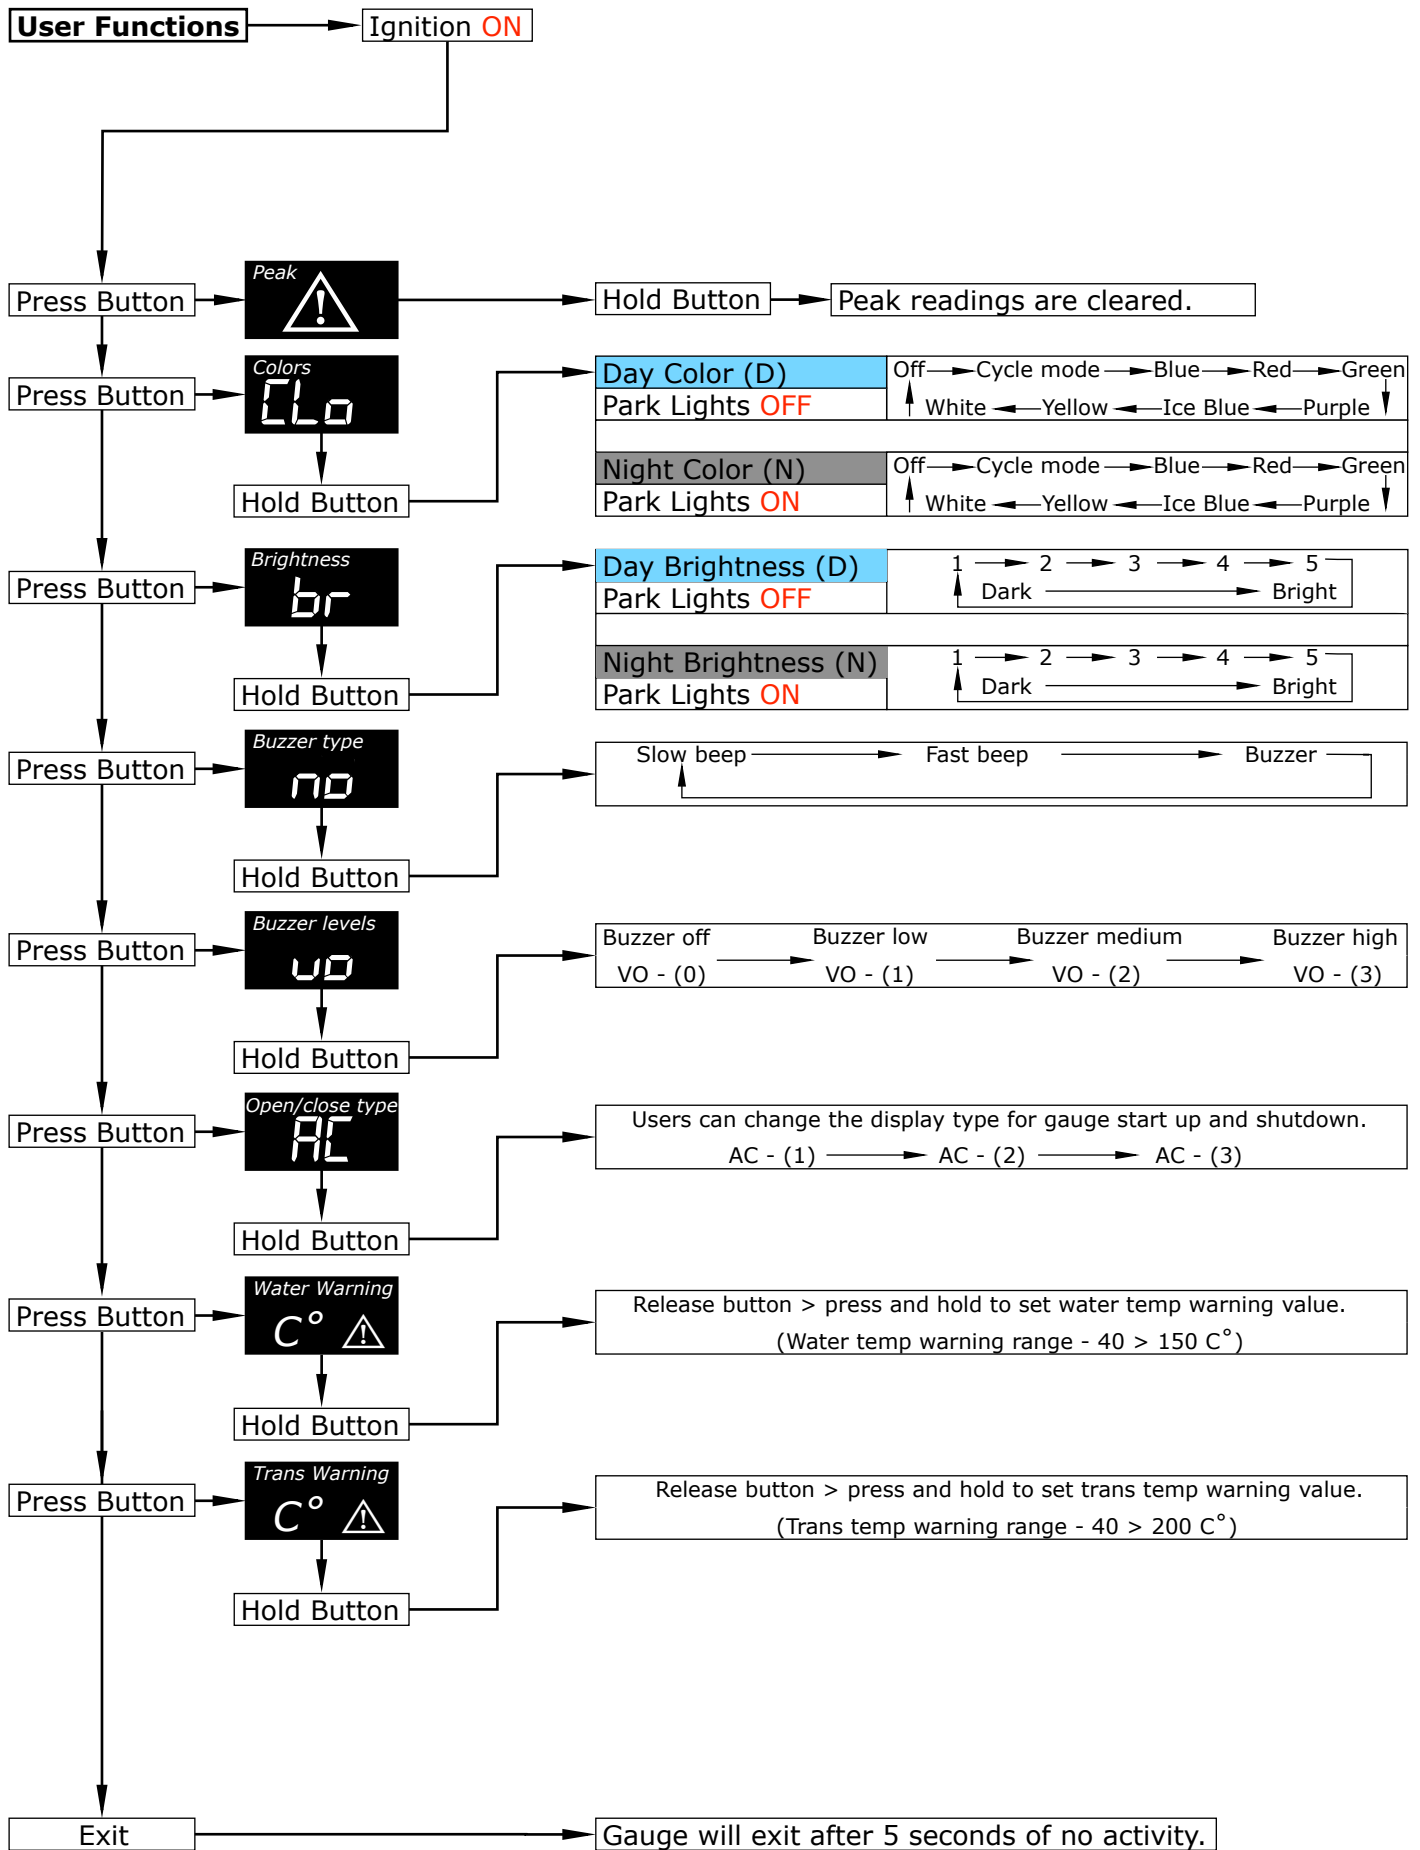 User Functions
Ignition ON
Press Button
Peak
Hold Button
Peak readings are cleared.
Press Button
Colors
CLo
Hold Button
Day Color (D)
Park Lights OFF
Off Cycle mode Blue Red Green
White Yellow Ice Blue Purple
Night Color (N)
Park Lights ON
Off Cycle mode Blue Red Green
White Yellow Ice Blue Purple
Press Button
Brightness
br
Hold Button
Day Brightness (D)
Park Lights OFF
1 2 3 4 5
Dark Bright
Night Brightness (N)
Park Lights ON
1 2 3 4 5
Dark Bright
Press Button
Buzzer type
no
Hold Button
Slow beep Fast beep Buzzer
Press Button
Buzzer levels
vo
Hold Button
Buzzer off Buzzer low Buzzer medium Buzzer high
VO - (0) VO - (1) VO - (2) VO - (3)
Press Button
Open/close type
AC
Hold Button
Users can change the display type for gauge start up and shutdown.
AC - (1) AC - (2) AC - (3)
Press Button
Water Warning
C°
Hold Button
Release button > press and hold to set water temp warning value.
(Water temp warning range - 40 > 150 C°)
Press Button
Trans Warning
C°
Hold Button
Release button > press and hold to set trans temp warning value.
(Trans temp warning range - 40 > 200 C°)
Exit
Gauge will exit after 5 seconds of no activity.